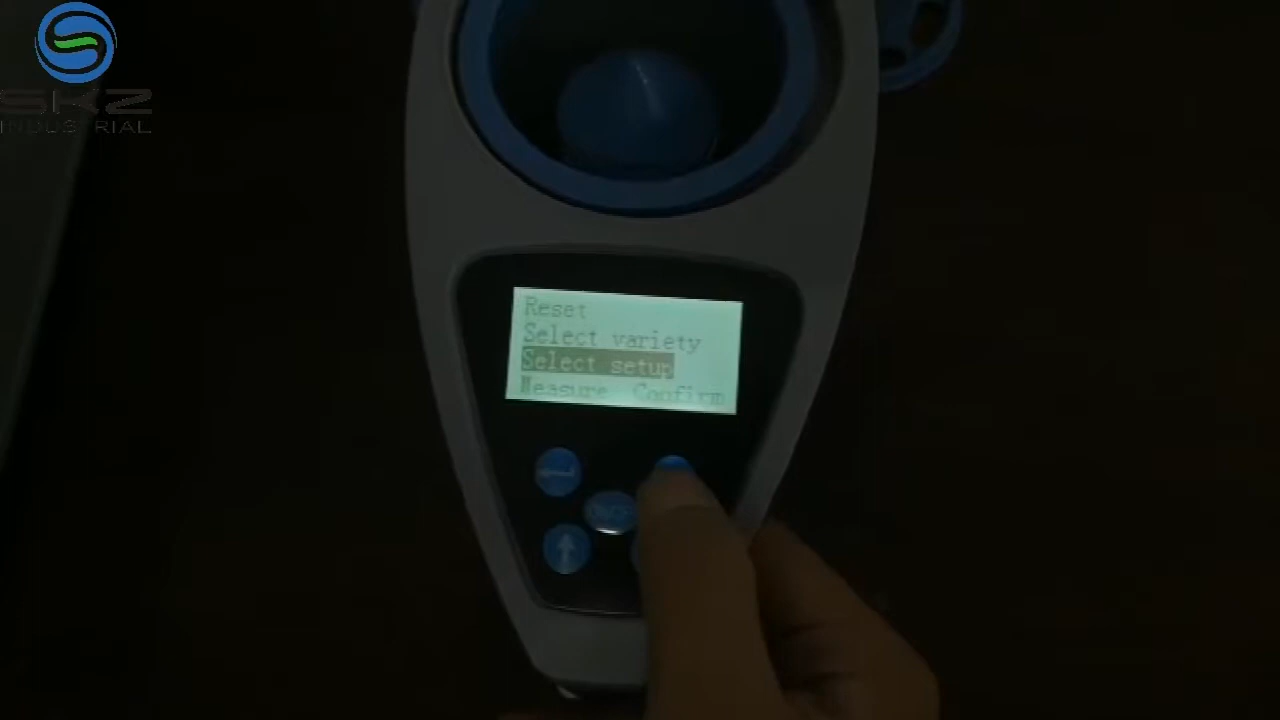 SKZ
INDUSTRIAL
Reset
Select variety
Select setup
Measure Confirm